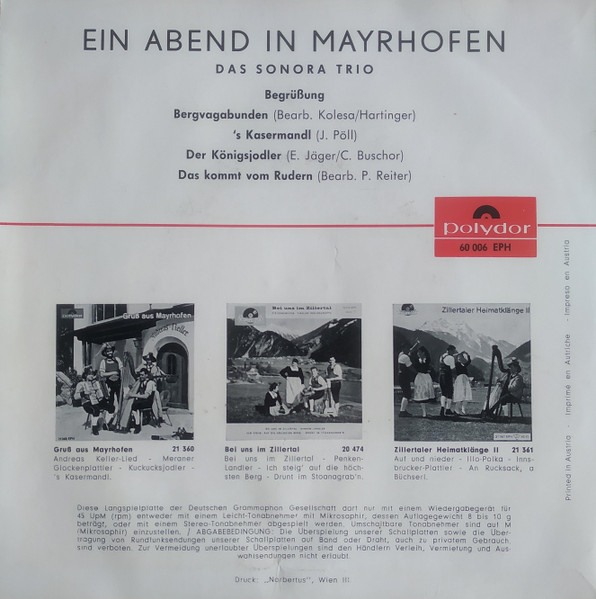 EIN ABEND IN MAYRHOFEN
DAS SONORA TRIO
Begrüßung
Bergvagabunden (Bearb. Kolesa/Hartinger)
's Kasermandl (J. Pöll)
Der Königsjodler (E. Jäger/C. Buschor)
Das kommt vom Rudern (Bearb. P. Reiter)
polydor
60 006 EPH
Printed in Austria - Imprimé en Autriche - Impreso en Austria
Gruß aus Mayrhofen
Bei uns im Zillertal
Zillertaler Heimatklänge II
Gruß aus Mayrhofen 21 360
Andreas Keller-Lied - Meraner
Glockenplattler - Kuckucksjodler -
's Kasermandl.
Bei uns im Zillertal 20 474
Bei uns im Zillertal - Penken-
Landler - Ich steig' auf die höch-
sten Berg - Drunt im Stoanagrab'n.
Zillertaler Heimatklänge II 21 361
Auf und nieder - Illo-Polka - Inns-
brucker-Plattler - An Rucksack, a
Büchserl.
Diese Langspielplatte der Deutschen Grammophon Gesellschaft darf nur mit einem Wiedergabegerät für
45 UpM (rpm) entweder mit einem Leicht-Tonabnehmer mit Mikrosaphir, dessen Auflagegewicht 8 bis 10 g
beträgt, oder mit einem Stereo-Tonabnehmer abgespielt werden. Umschaltbare Tonabnehmer sind auf M
(Mikrosaphir) einzustellen. / ABGABEBEDINGUNG: Die Überspielung unserer Schallplatten sowie die Über-
tragung von Rundfunksendungen unserer Schallplatten auf Band oder Draht, auch zu privatem Gebrauch,
sind verboten. Zur Vermeidung unerlaubter Überspielungen sind den Händlern Verleih, Vermietung und Aus-
wahlsendungen nicht erlaubt.
Druck: „Norbertus", Wien III.